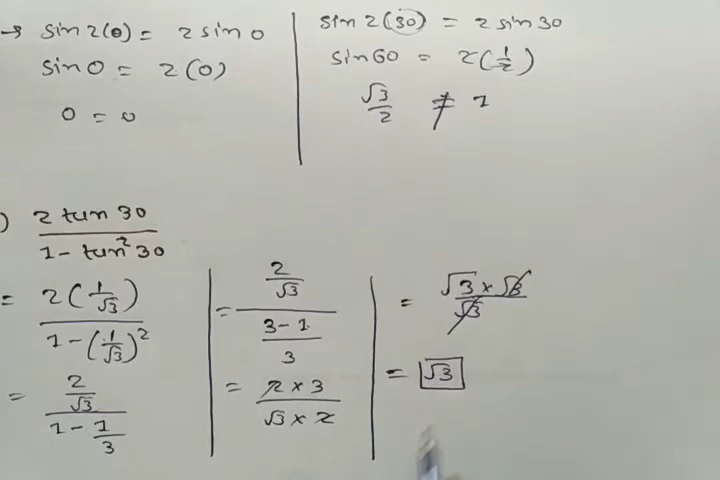 → sin 2(0) = 2 sin 0
sin 0 = 2(0)
0 = 0
sin 2(30) = 2 sin 30
sin 60 = 2(1/2)
√3/2 ≠ 1
) 2 tan 30 / 1 - tan² 30
= 2(1/√3) / 1 - (1/√3)²
= 2/√3 / 1 - 1/3
= 2/√3 / 3 - 1/3
= 2 × 3 / √3 × 2
= √3 × √3 / √3
= √3